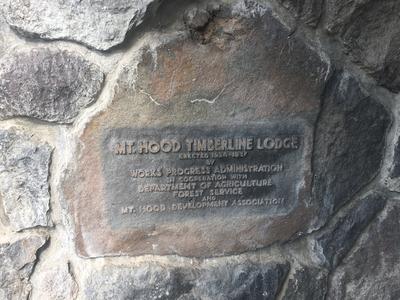 MT. HOOD TIMBERLINE LODGE
ERECTED 1936-1937
BY
WORKS PROGRESS ADMINISTRATION
IN COOPERATION WITH
DEPARTMENT OF AGRICULTURE
FOREST SERVICE
AND
MT. HOOD DEVELOPMENT ASSOCIATION